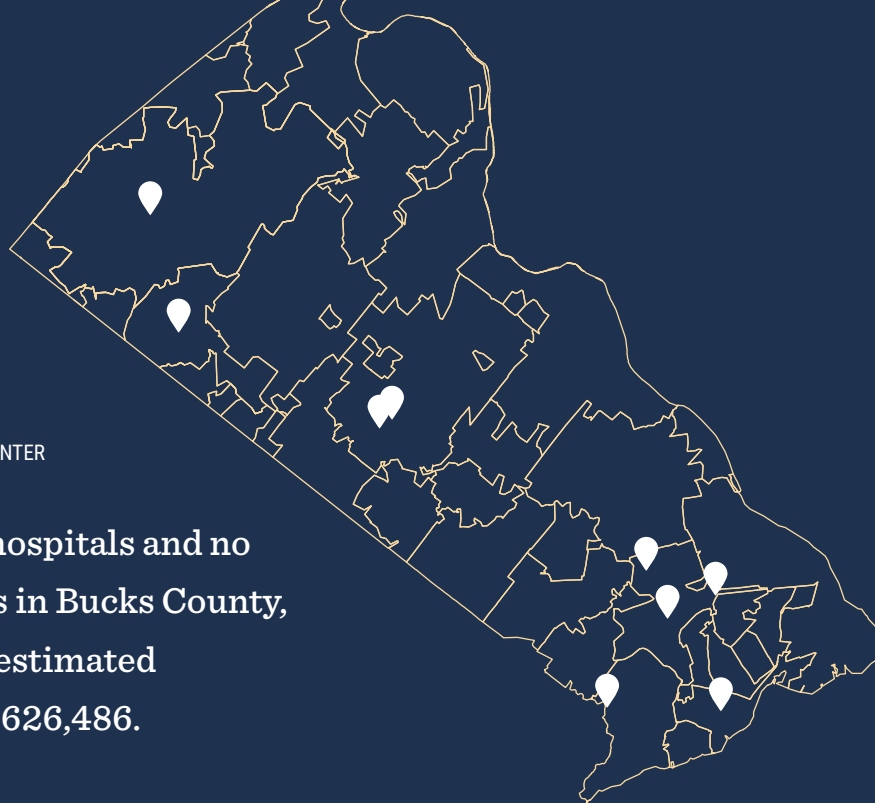 NTER
hospitals and no
s in Bucks County,
estimated
626,486.